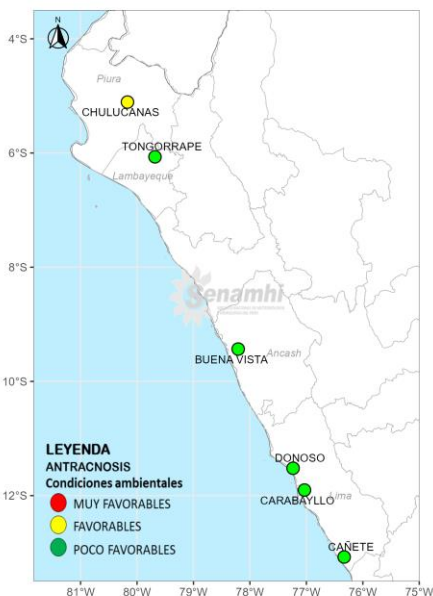 N
4°S
Piura
CHULUCANAS
TONGORRAPE
6°S
Lambayeque
8°S
Senamhi
Ancash
BUENA VISTA
10°S
LEYENDA
ANTRACNOSIS
Condiciones ambientales
MUY FAVORABLES
FAVORABLES
POCO FAVORABLES
DONOSO
12°S
CARABAYLLO
Lima
CAÑETE
81°W 80°W 79°W 78°W 77°W 76°W 75°W